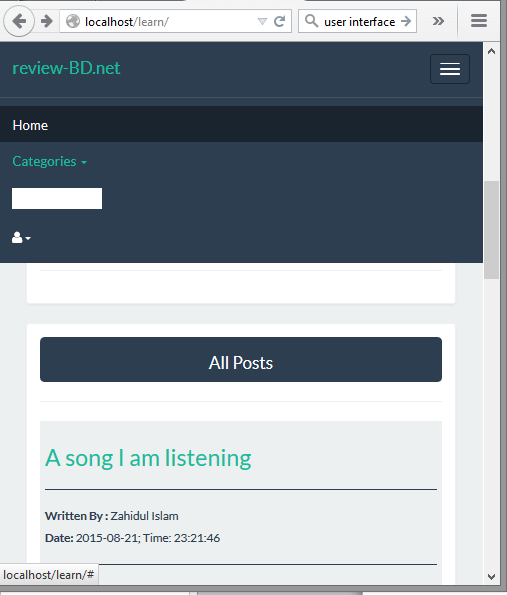 localhost/learn/
user interface
review-BD.net
Home
Categories
All Posts
A song I am listening
Written By : Zahidul Islam
Date: 2015-08-21; Time: 23:21:46
localhost/learn/#